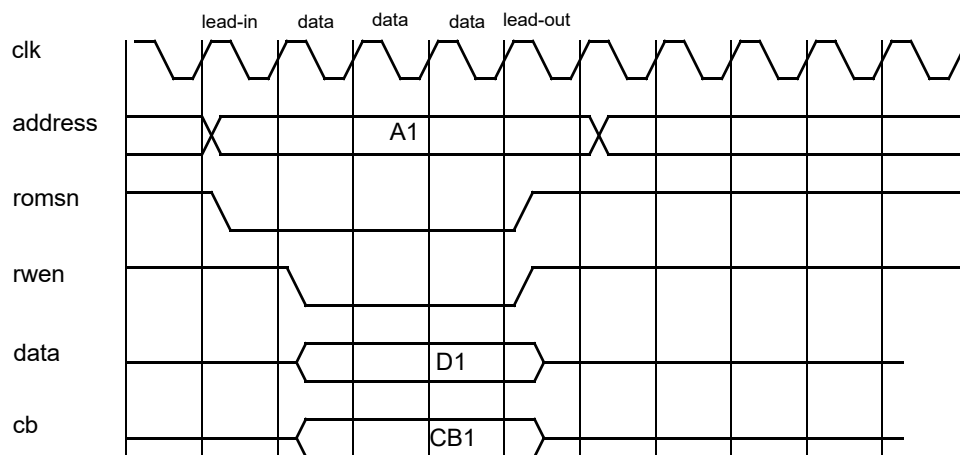 lead-in data data data lead-out
clk
address A1
romsn
rwen
data D1
cb CB1